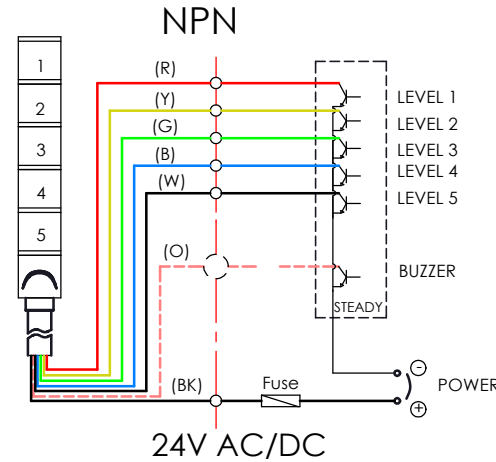 NPN
1
2
3
4
5
(R)
(Y)
(G)
(B)
(W)
(O)
(BK)
LEVEL 1
LEVEL 2
LEVEL 3
LEVEL 4
LEVEL 5
BUZZER
STEADY
Fuse
-
POWER
+
24V AC/DC